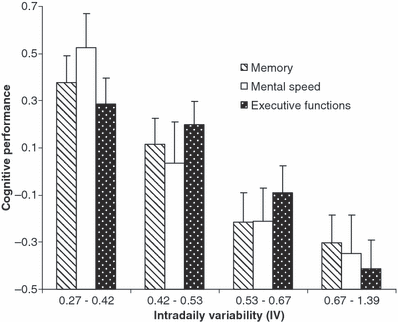 0.7
0.5
0.3
0.1
–0.1
–0.3
–0.5
Cognitive performance
Memory
Mental speed
Executive functions
0.27 - 0.42
0.42 - 0.53
0.53 - 0.67
0.67 - 1.39
Intradaily variability (IV)